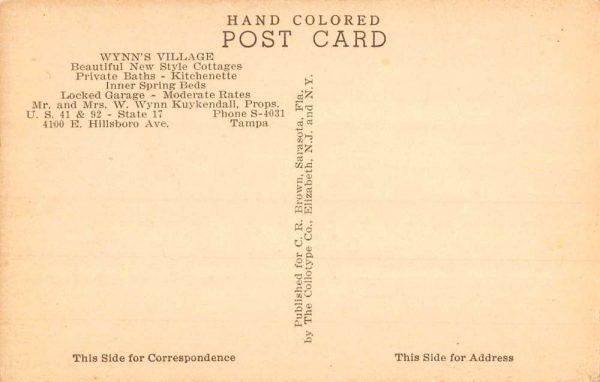 HAND COLORED
POST CARD
WYNN'S VILLAGE
Beautiful New Style Cottages
Private Baths - Kitchenette
Inner Spring Beds
Locked Garage - Moderate Rates
Mr. and Mrs. W. Wynn Kuykendall, Props.
U. S. 41 & 92 - State 17 Phone S-4031
4100 E. Hillsboro Ave. Tampa
Published for C. R. Brown, Sarasota, Fla.
by The Collotype Co., Elizabeth, N.J. and N.Y.
This Side for Correspondence
This Side for Address